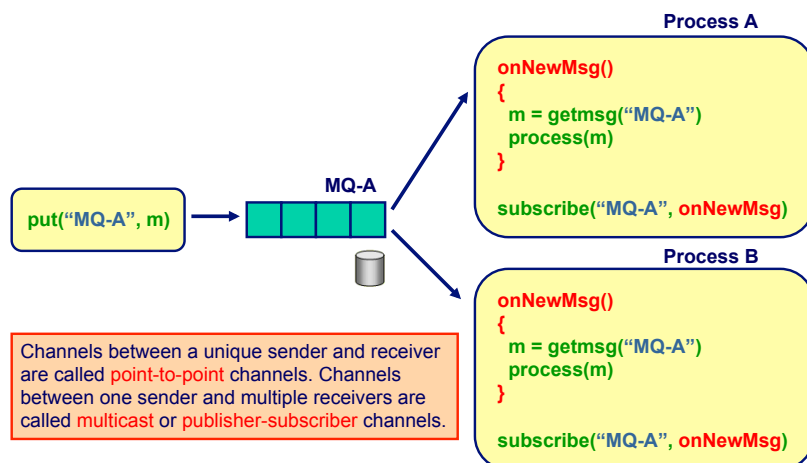 Process A
onNewMsg()
{
m = getmsg(“MQ-A”)
process(m)
}
subscribe(“MQ-A”, onNewMsg)
MQ-A
put(“MQ-A”, m)
Process B
onNewMsg()
{
m = getmsg(“MQ-A”)
process(m)
}
subscribe(“MQ-A”, onNewMsg)
Channels between a unique sender and receiver
are called point-to-point channels. Channels
between one sender and multiple receivers are
called multicast or publisher-subscriber channels.